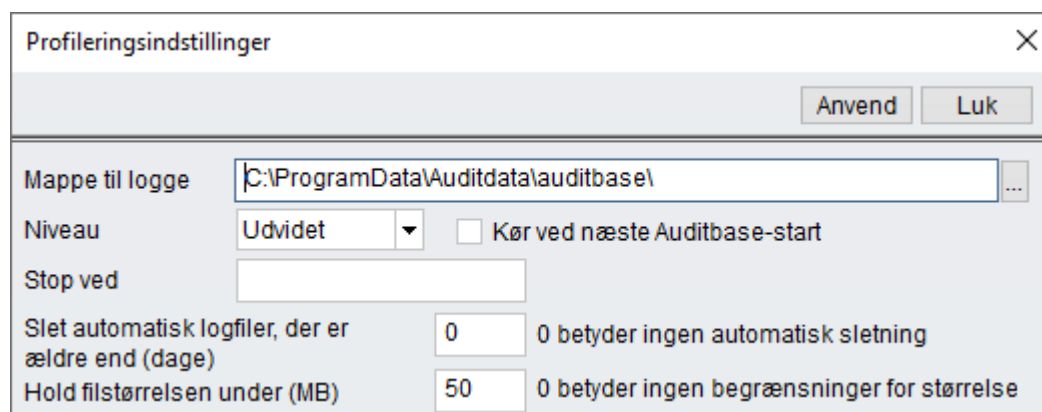 Profileringsindstillinger
Anvend Luk
Mappe til logge C:\ProgramData\Auditdata\auditbase\ ...
Niveau Udvidet Kør ved næste Auditbase-start
Stop ved
Slet automatisk logfiler, der er
ældre end (dage) 0 0 betyder ingen automatisk sletning
Hold filstørrelsen under (MB) 50 0 betyder ingen begrænsninger for størrelse